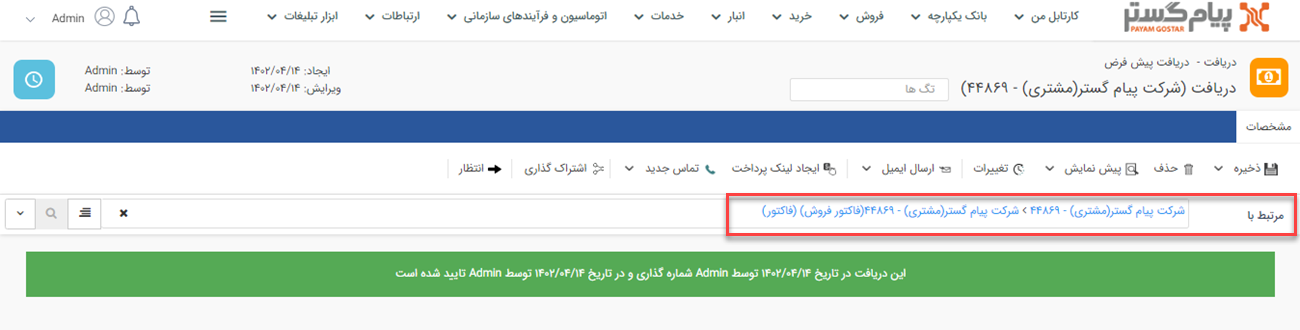 پیام گستر
PAYAM GOSTAR
کارتابل من
بانک یکپارچه
فروش
خرید
انبار
خدمات
اتوماسیون و فرآیندهای سازمانی
ارتباطات
ابزار تبلیغات
Admin
دریافت - دریافت پیش فرض
دریافت (شرکت پیام گستر(مشتری) - ۴۴۸۶۹)
تگ ها
ایجاد: ۱۴۰۲/۰۴/۱۴ توسط: Admin
ویرایش: ۱۴۰۲/۰۴/۱۴ توسط: Admin
مشخصات
ذخیره
حذف
پیش نمایش
تغییرات
ارسال ایمیل
ایجاد لینک پرداخت
تماس جدید
اشتراک گذاری
انتظار
مرتبط با
شرکت پیام گستر(مشتری) - ۴۴۸۶۹ > شرکت پیام گستر(مشتری) - ۴۴۸۶۹(فاکتور فروش) (فاکتور)
این دریافت در تاریخ ۱۴۰۲/۰۴/۱۴ توسط Admin شماره گذاری و در تاریخ ۱۴۰۲/۰۴/۱۴ توسط Admin تایید شده است